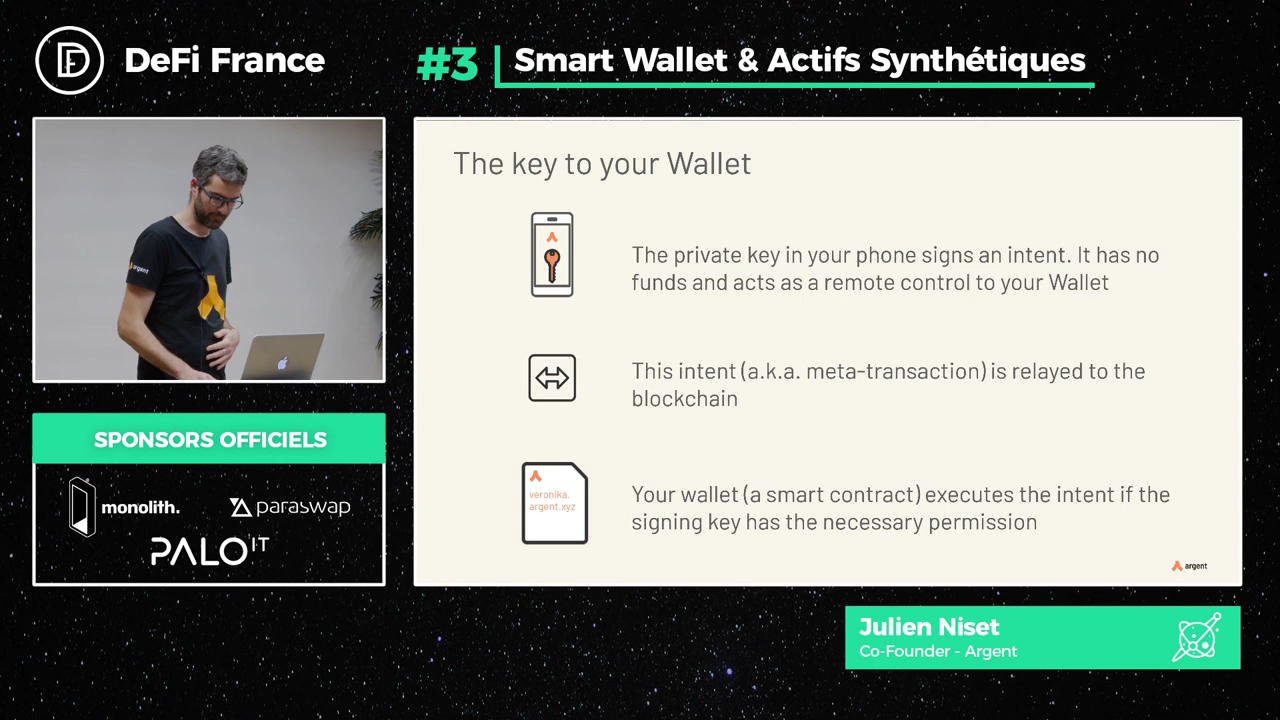 DeFi France
#3
Smart Wallet & Actifs Synthétiques
argent
SPONSORS OFFICIELS
monolith.
paraswap
PALO IT
The key to your Wallet
The private key in your phone signs an intent. It has no
funds and acts as a remote control to your Wallet
This intent (a.k.a. meta-transaction) is relayed to the
blockchain
veronika.
argent.xyz
Your wallet (a smart contract) executes the intent if the
signing key has the necessary permission
argent
Julien Niset
Co-Founder - Argent